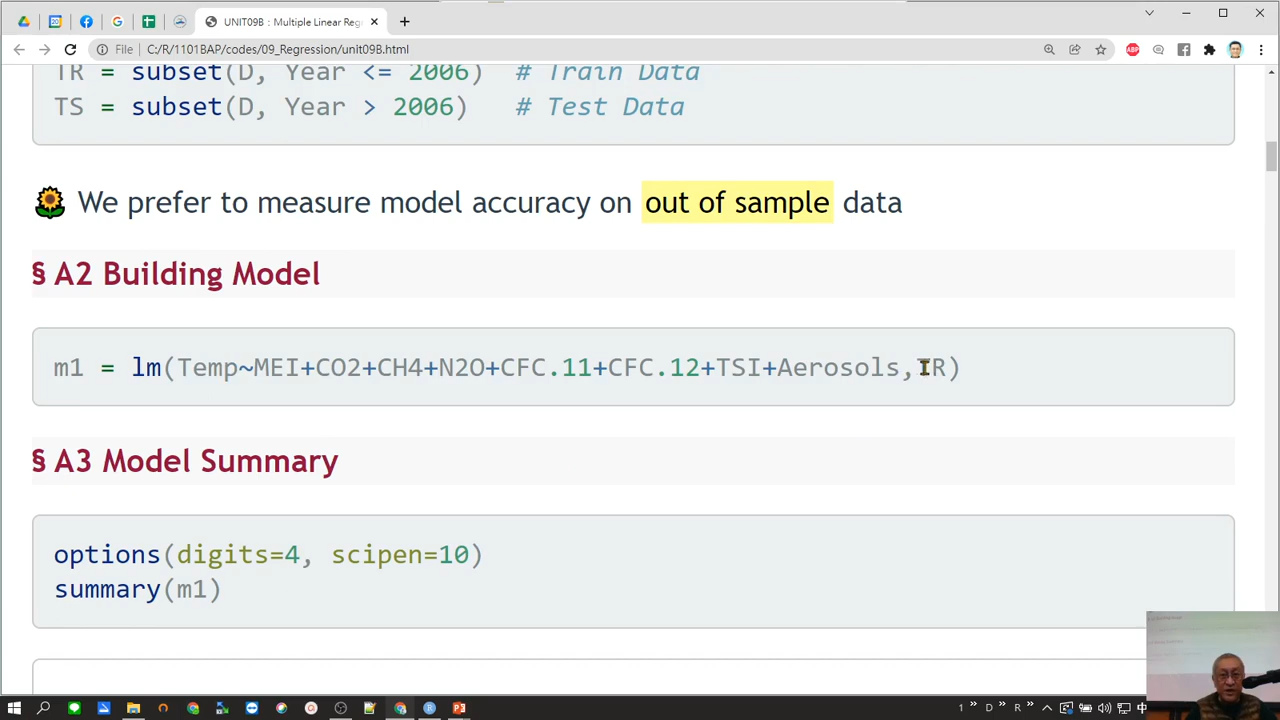 UNIT09B : Multiple Linear Reg
File C:/R/1101BAP/codes/09_Regression/unit09B.html
TR = subset(D, Year <= 2006) # Train Data
TS = subset(D, Year > 2006) # Test Data
We prefer to measure model accuracy on out of sample data
§ A2 Building Model
m1 = lm(Temp~MEI+CO2+CH4+N2O+CFC.11+CFC.12+TSI+Aerosols,TR)
§ A3 Model Summary
options(digits=4, scipen=10)
summary(m1)
1 » D » R » 中